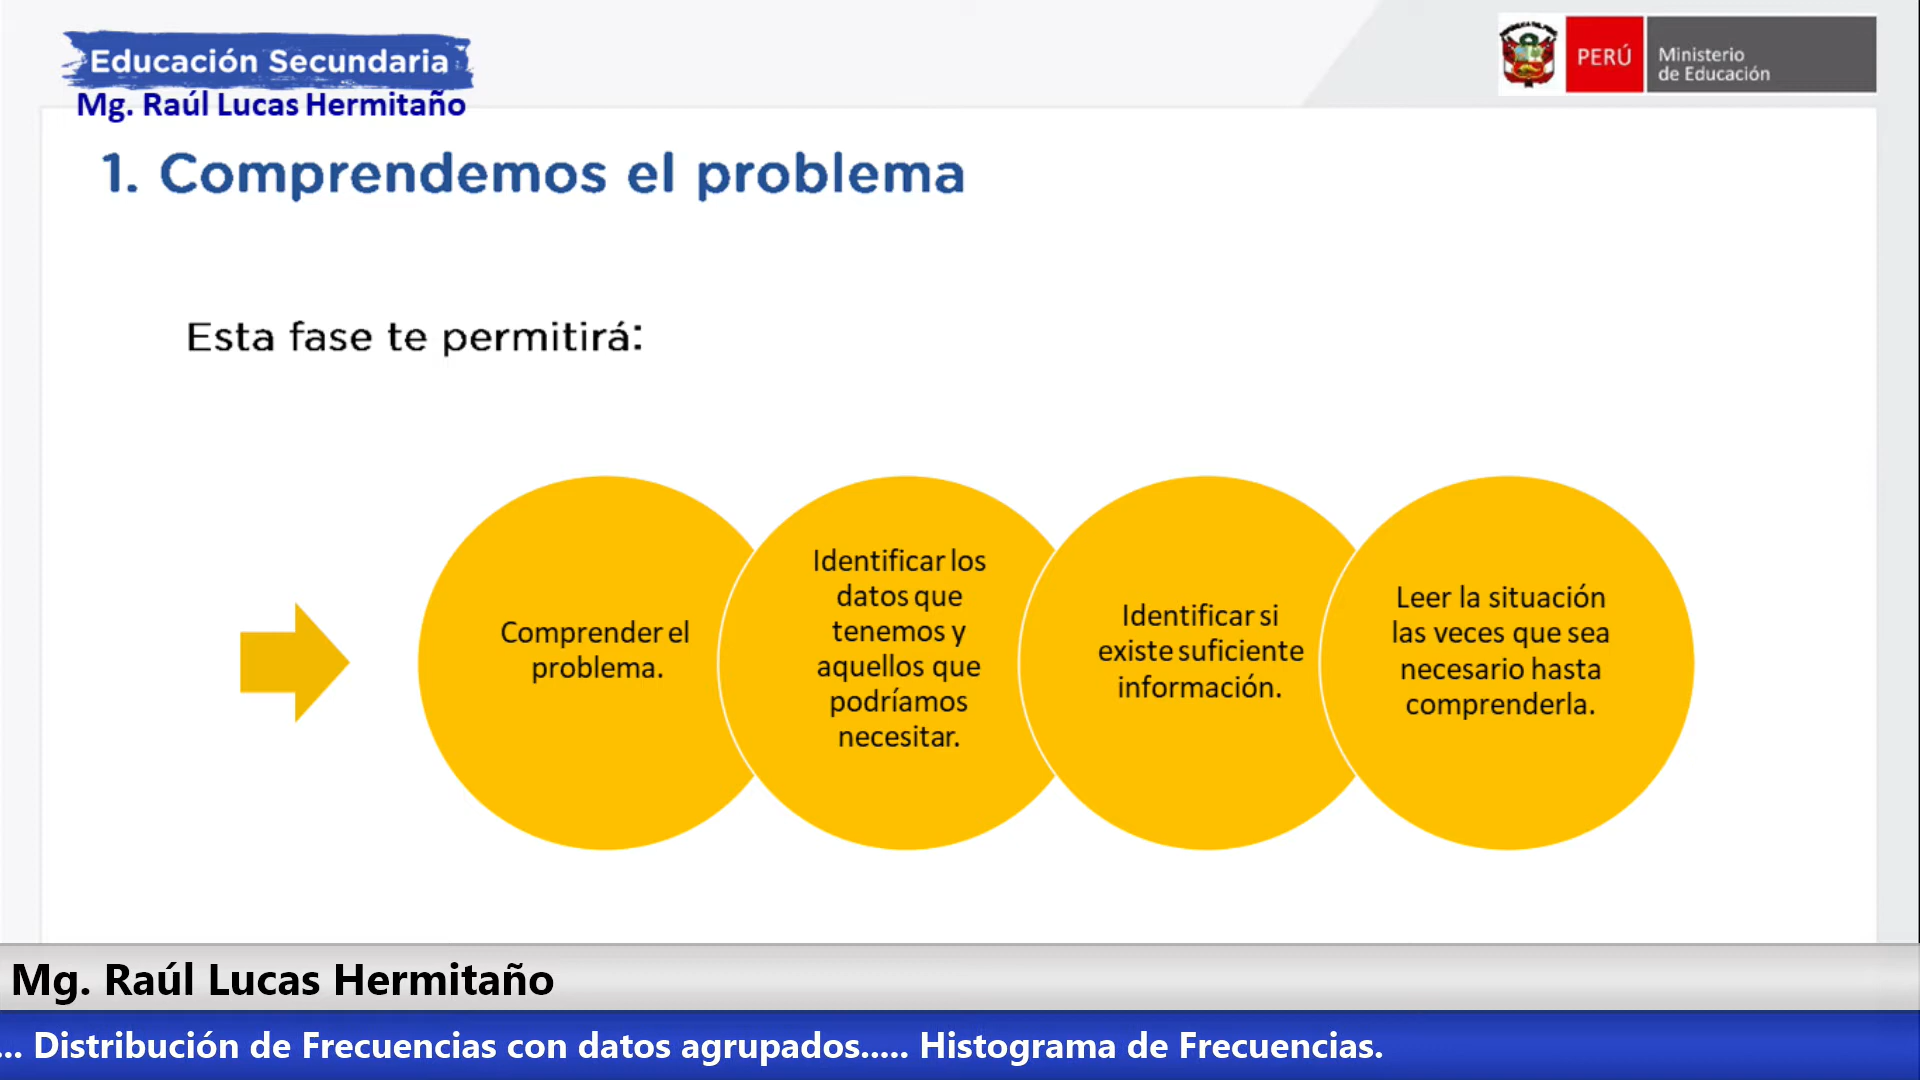 Educación Secundaria
Mg. Raúl Lucas Hermitaño
PERÚ
Ministerio
de Educación
1. Comprendemos el problema
Esta fase te permitirá:
Comprender el
problema.
Identificar los
datos que
tenemos y
aquellos que
podríamos
necesitar.
Identificar si
existe suficiente
información.
Leer la situación
las veces que sea
necesario hasta
comprenderla.
Mg. Raúl Lucas Hermitaño
... Distribución de Frecuencias con datos agrupados..... Histograma de Frecuencias.